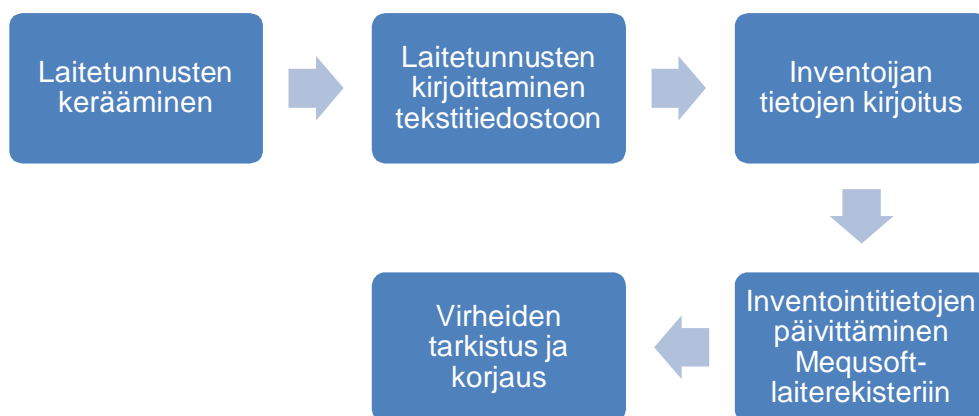 Laitetunnusten
kerääminen
Laitetunnusten
kirjoittaminen
tekstitiedostoon
Inventoijan
tietojen kirjoitus
Inventointitietojen
päivittäminen
Mequsoft-
laiterekisteriin
Virheiden
tarkistus ja
korjaus